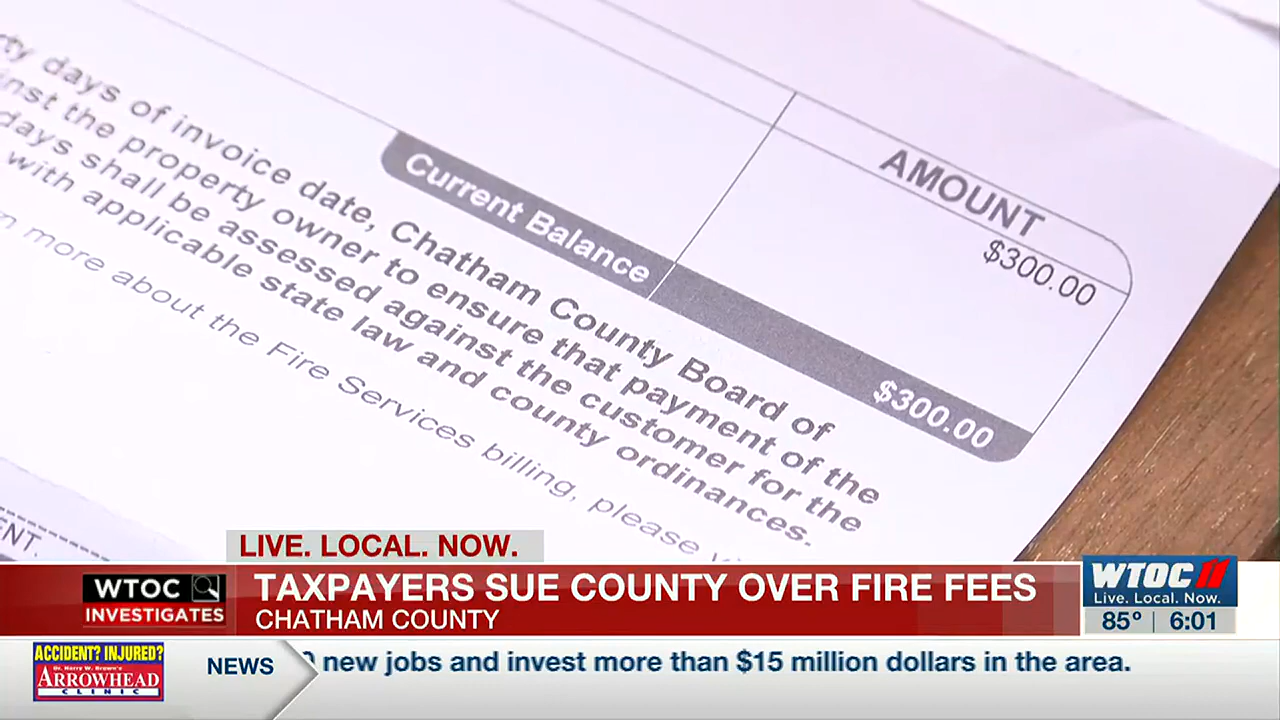 AMOUNT
$300.00
Current Balance $300.00
days of invoice date, Chatham County Board of
the property owner to ensure that payment of the
days shall be assessed against the customer for the
with applicable state law and county ordinances.
more about the Fire Services billing, please
LIVE. LOCAL. NOW.
WTOC
INVESTIGATES
TAXPAYERS SUE COUNTY OVER FIRE FEES
CHATHAM COUNTY
WTOC 11
Live. Local. Now.
85° | 6:01
ACCIDENT? INJURED?
Dr. Harry W. Brown's
ARROWHEAD
CLINIC
NEWS
new jobs and invest more than $15 million dollars in the area.